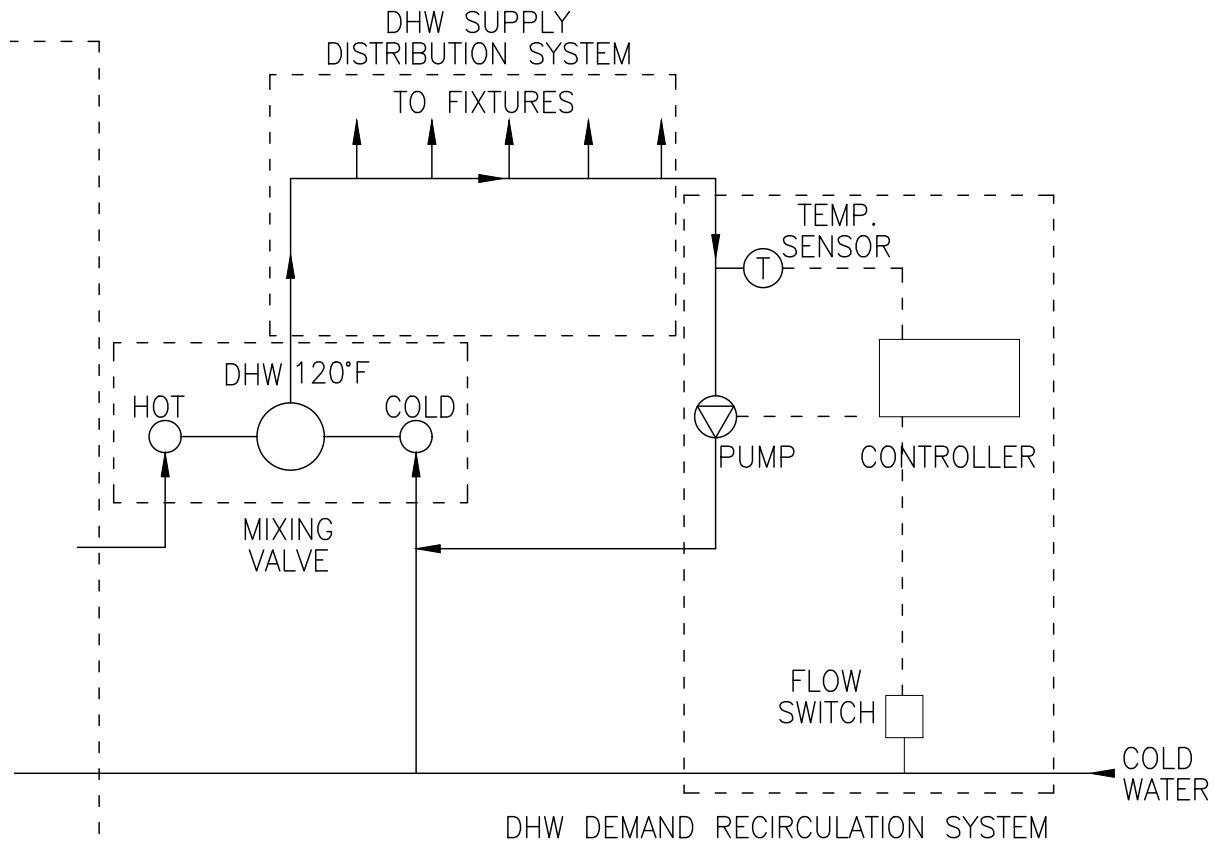 DHW SUPPLY
DISTRIBUTION SYSTEM
TO FIXTURES
TEMP.
SENSOR
T
DHW 120°F
HOT
COLD
PUMP
CONTROLLER
MIXING
VALVE
FLOW
SWITCH
COLD
WATER
DHW DEMAND RECIRCULATION SYSTEM